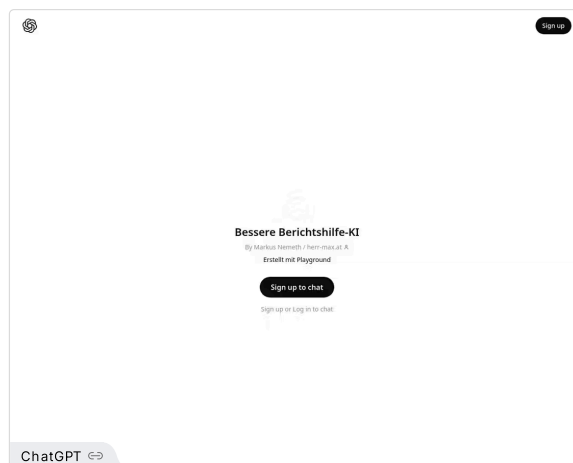 Sign up
Bessere Berichtshilfe-KI
By Markus Nemeth / herr-max.at
Erstellt mit Playground
Sign up to chat
Sign up or Log in to chat
ChatGPT